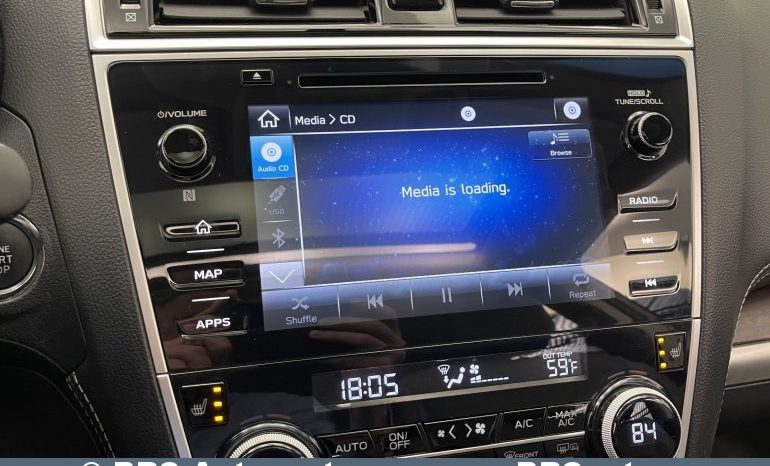 ⏻/VOLUME
TUNE/SCROLL
Media > CD
Browse
Audio CD
Media is loading.
USB
RADIO
MAP
APPS
Shuffle
Repeat
18:05
OUT TEMP
59°F
AUTO
ON/
OFF
A/C
MAX
A/C
84
FRONT